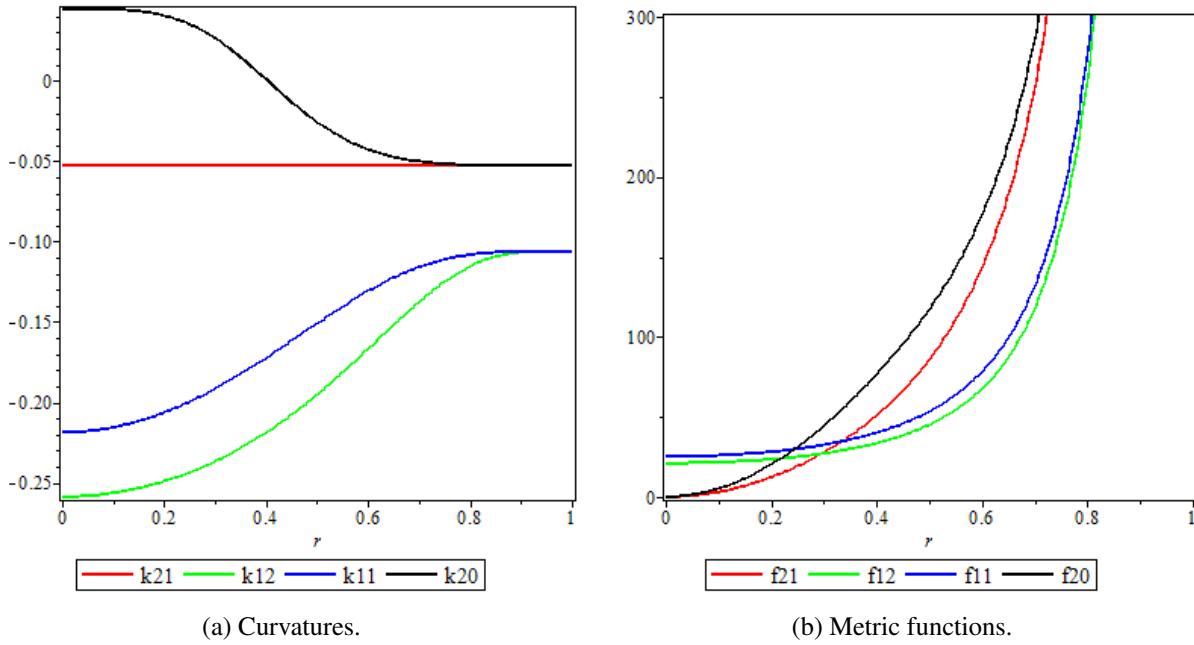 0
−0.05
−0.10
−0.15
−0.20
−0.25
0 0.2 0.4 0.6 0.8 1
r
k21 k12 k11 k20
(a) Curvatures.
300
200
100
0
0 0.2 0.4 0.6 0.8 1
r
f21 f12 f11 f20
(b) Metric functions.